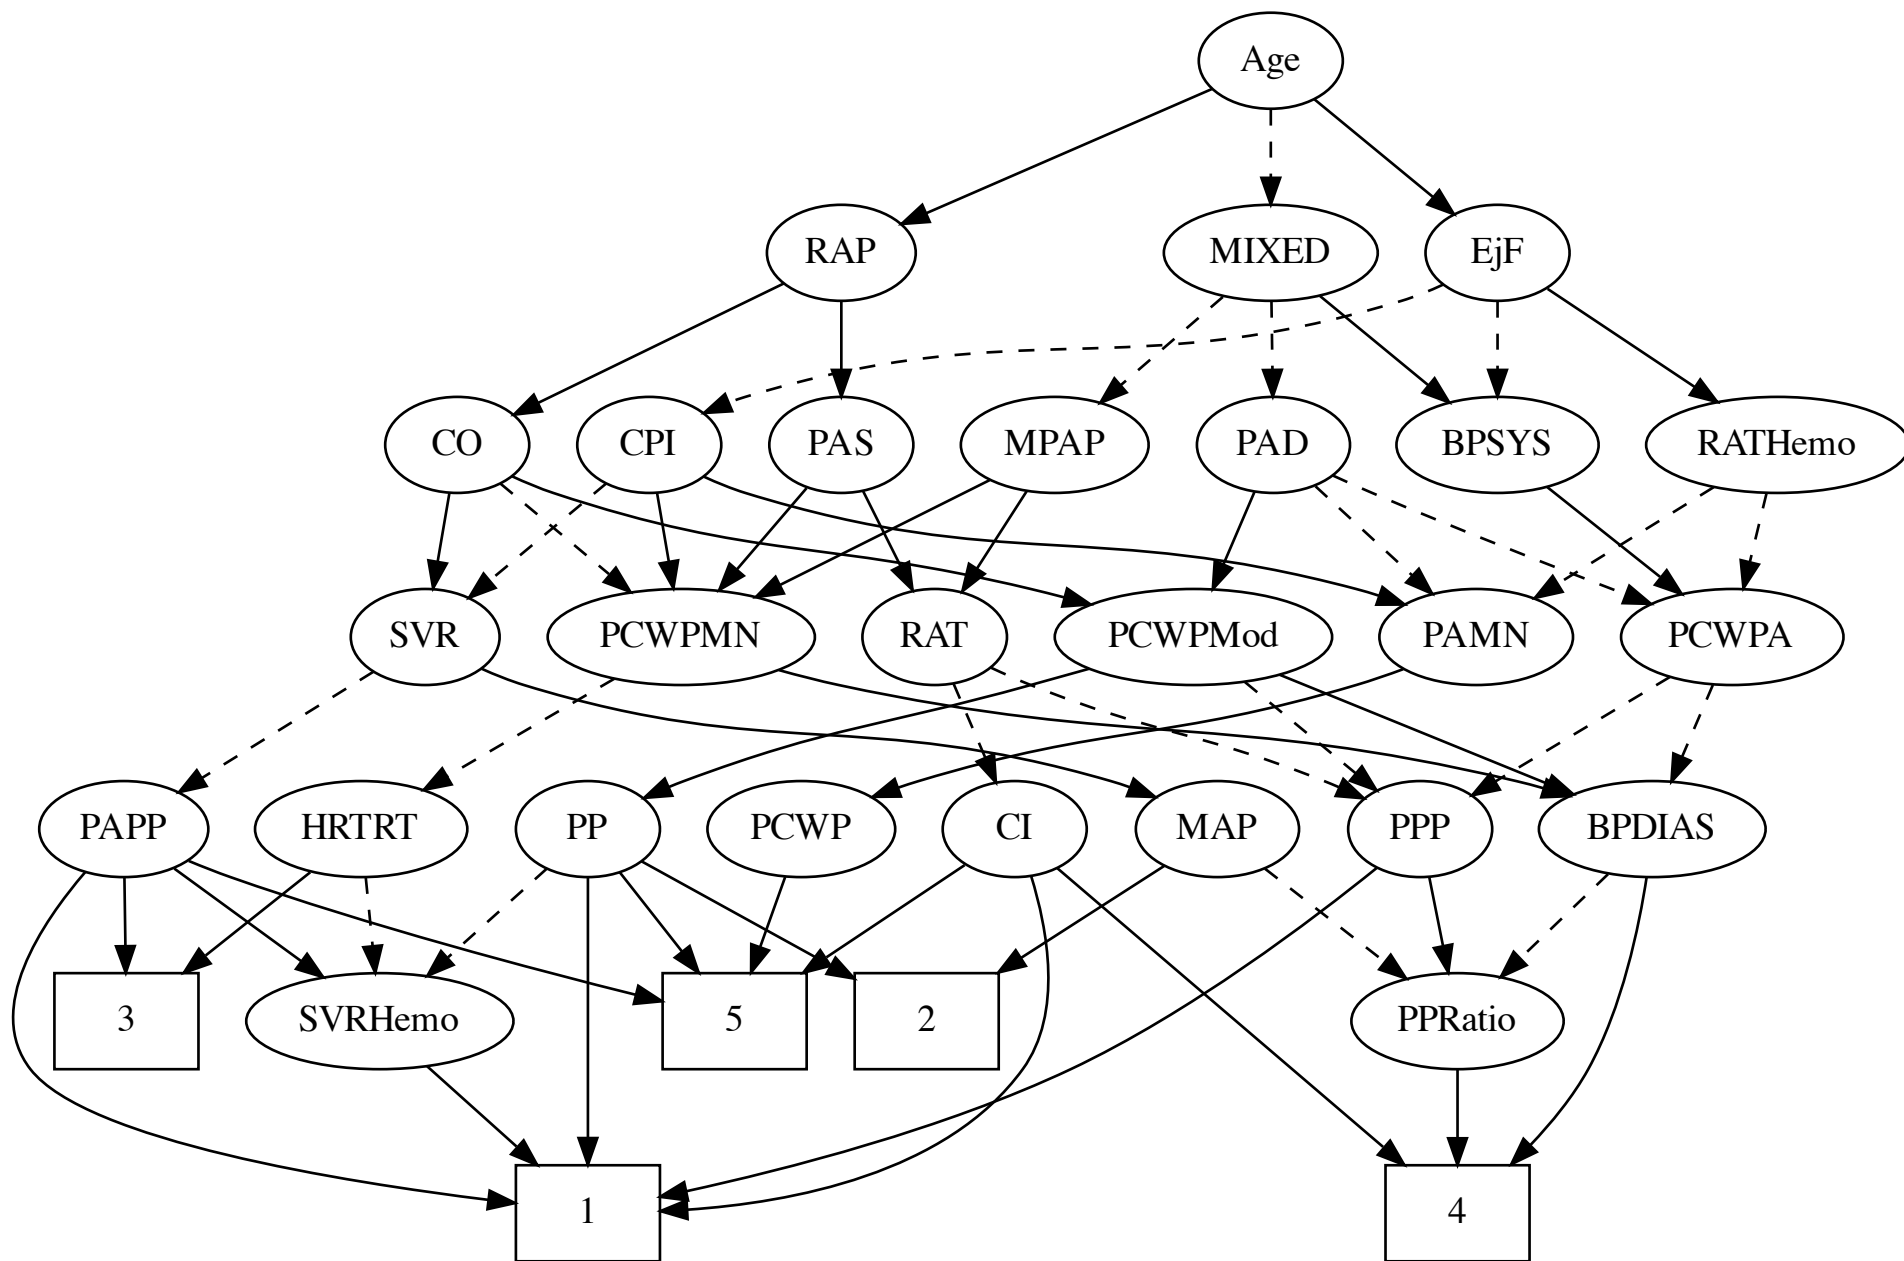 Age
RAP
MIXED
EjF
CO
CPI
PAS
MPAP
PAD
BPSYS
RATHemo
SVR
PCWPMN
RAT
PCWPMod
PAMN
PCWPA
PAPP
HRTRT
PP
PCWP
CI
MAP
PPP
BPDIAS
3
SVRHemo
5
2
PPRatio
1
4